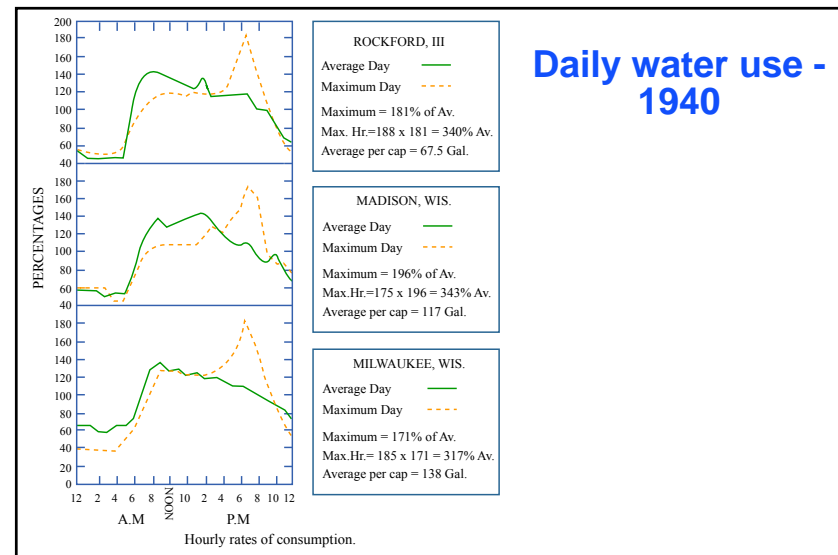 Daily water use -
1940
200
180
160
140
120
100
80
60
40
180
160
140
120
100
80
60
40
180
160
140
120
100
80
60
40
20
0
PERCENTAGES
12 2 4 6 8 NOON 10 2 4 6 8 10 12
A.M P.M
Hourly rates of consumption.
ROCKFORD, III
Average Day
Maximum Day
Maximum = 181% of Av.
Max. Hr.=188 x 181 = 340% Av.
Average per cap = 67.5 Gal.
MADISON, WIS.
Average Day
Maximum Day
Maximum = 196% of Av.
Max.Hr.=175 x 196 = 343% Av.
Average per cap = 117 Gal.
MILWAUKEE, WIS.
Average Day
Maximum Day
Maximum = 171% of Av.
Max.Hr.= 185 x 171 = 317% Av.
Average per cap = 138 Gal.